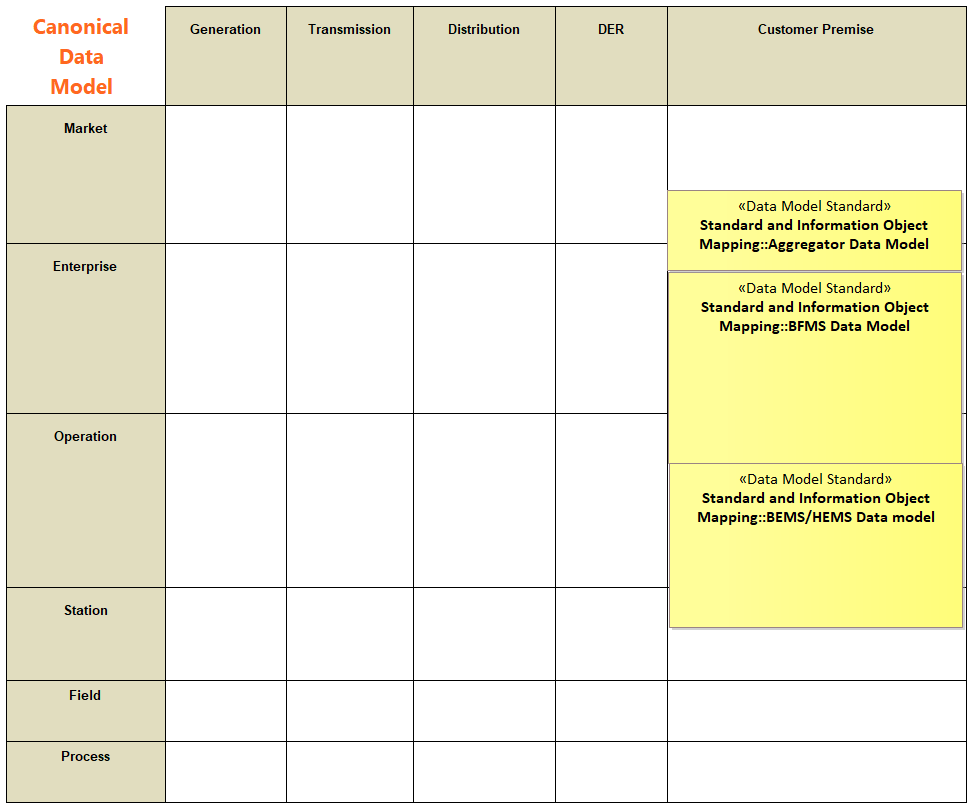 Canonical
Data
Model
Generation
Transmission
Distribution
DER
Customer Premise
Market
«Data Model Standard»
Standard and Information Object
Mapping::Aggregator Data Model
Enterprise
«Data Model Standard»
Standard and Information Object
Mapping::BFMS Data Model
Operation
«Data Model Standard»
Standard and Information Object
Mapping::BEMS/HEMS Data model
Station
Field
Process